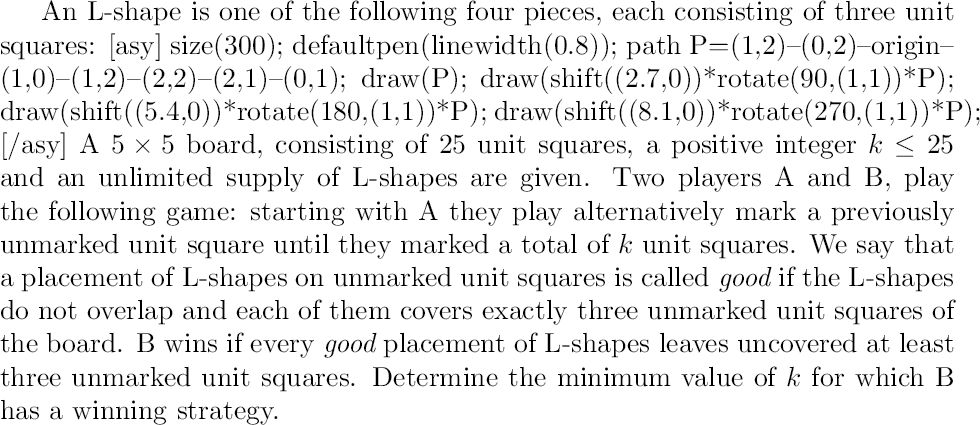 An L-shape is one of the following four pieces, each consisting of three unit
squares: [asy] size(300); defaultpen(linewidth(0.8)); path P=(1,2)–(0,2)–origin–
(1,0)–(1,2)–(2,2)–(2,1)–(0,1); draw(P); draw(shift((2.7,0))*rotate(90,(1,1))*P);
draw(shift((5.4,0))*rotate(180,(1,1))*P); draw(shift((8.1,0))*rotate(270,(1,1))*P);
[/asy] A 5 × 5 board, consisting of 25 unit squares, a positive integer k ≤ 25
and an unlimited supply of L-shapes are given. Two players A and B, play
the following game: starting with A they play alternatively mark a previously
unmarked unit square until they marked a total of k unit squares. We say that
a placement of L-shapes on unmarked unit squares is called good if the L-shapes
do not overlap and each of them covers exactly three unmarked unit squares of
the board. B wins if every good placement of L-shapes leaves uncovered at least
three unmarked unit squares. Determine the minimum value of k for which B
has a winning strategy.